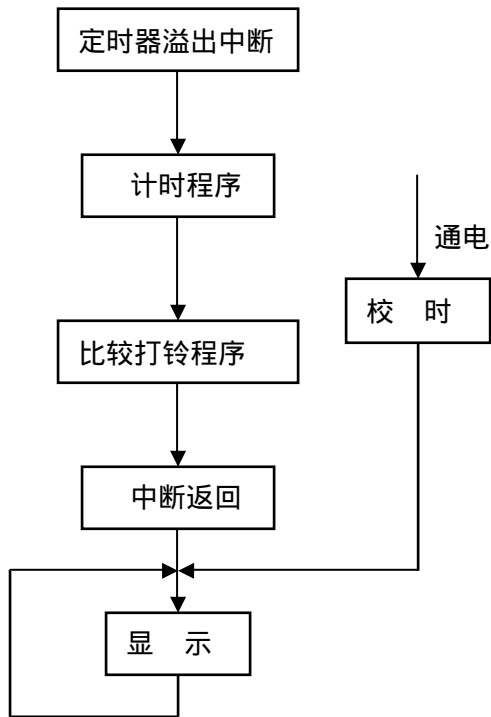 定时器溢出中断
计时程序
通电
校 时
比较打铃程序
中断返回
显 示